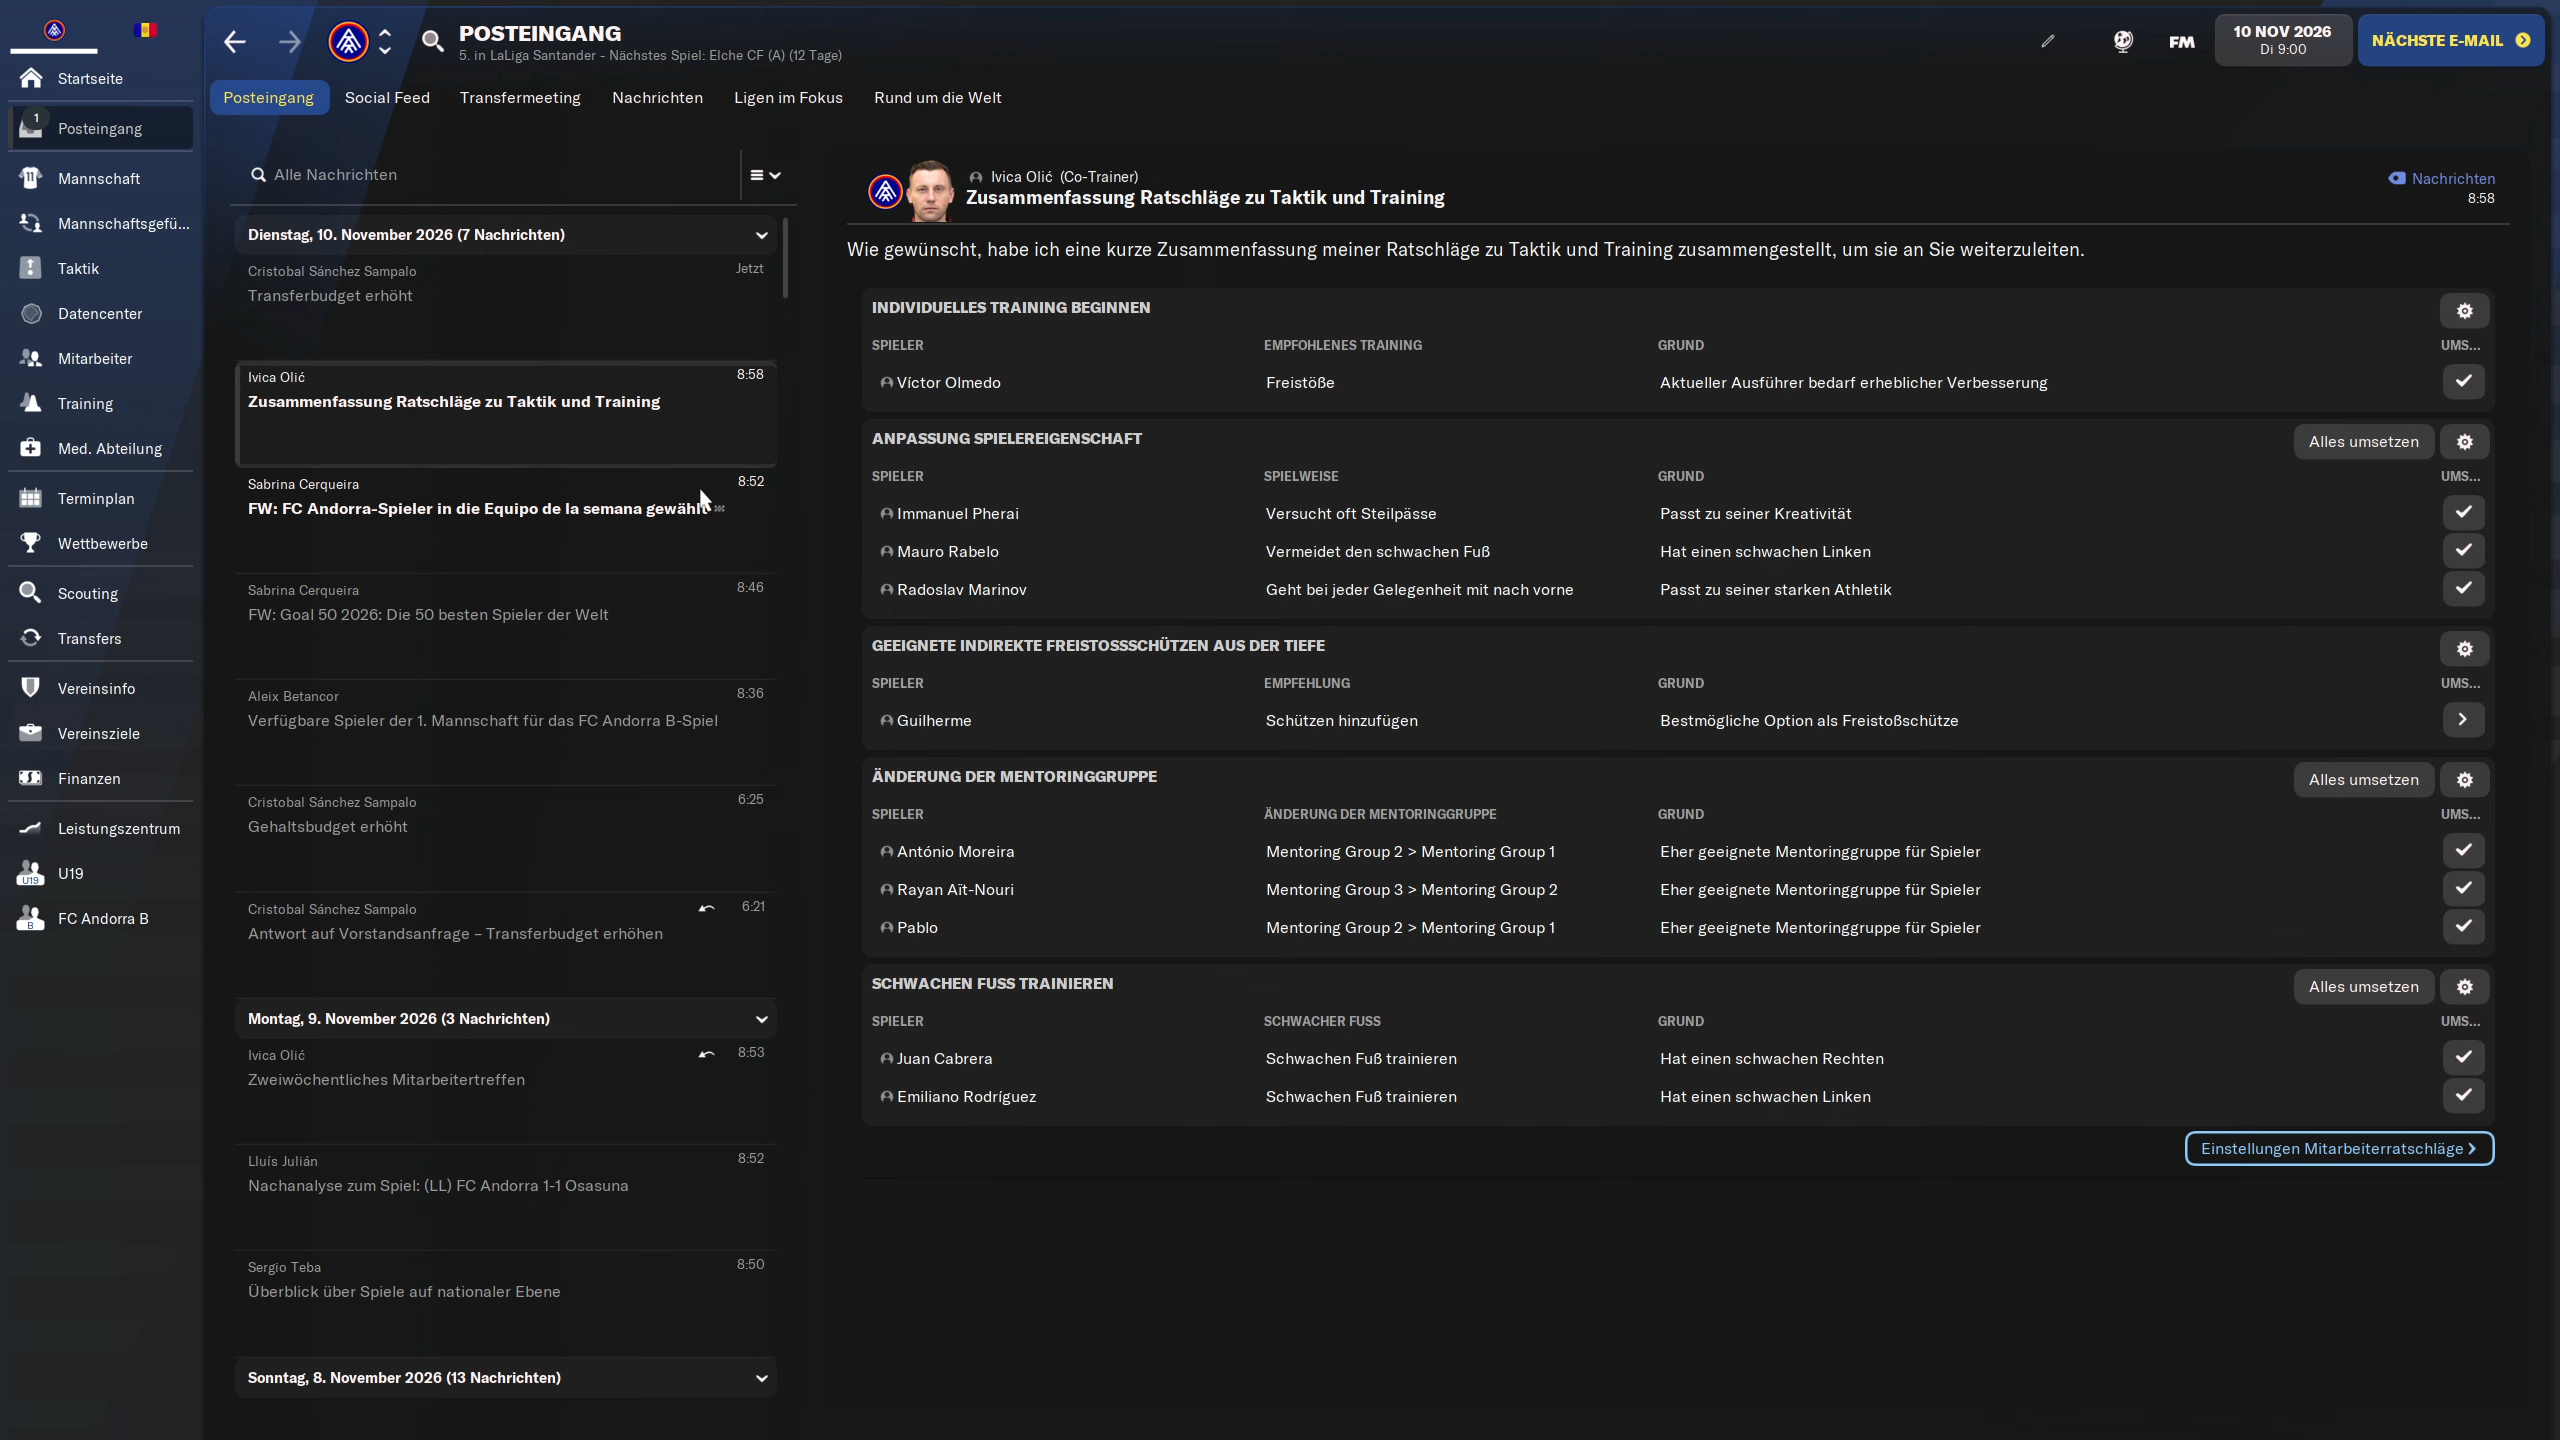 POSTEINGANG
5. in LaLiga Santander - Nächstes Spiel: Elche CF (A) (12 Tage)
FM
10 NOV 2026
Di 9:00
NÄCHSTE E-MAIL
Startseite
1
Posteingang
Mannschaft
Mannschaftsgefü...
Taktik
Datencenter
Mitarbeiter
Training
Med. Abteilung
Terminplan
Wettbewerbe
Scouting
Transfers
Vereinsinfo
Vereinsziele
Finanzen
Leistungszentrum
U19
U19
B
FC Andorra B
Posteingang
Social Feed
Transfermeeting
Nachrichten
Ligen im Fokus
Rund um die Welt
Alle Nachrichten
Dienstag, 10. November 2026 (7 Nachrichten)
Cristobal Sánchez Sampalo
Jetzt
Transferbudget erhöht
Ivica Olić
8:58
Zusammenfassung Ratschläge zu Taktik und Training
Sabrina Cerqueira
8:52
FW: FC Andorra-Spieler in die Equipo de la semana gewählt
Sabrina Cerqueira
8:46
FW: Goal 50 2026: Die 50 besten Spieler der Welt
Aleix Betancor
8:36
Verfügbare Spieler der 1. Mannschaft für das FC Andorra B-Spiel
Cristobal Sánchez Sampalo
6:25
Gehaltsbudget erhöht
Cristobal Sánchez Sampalo
6:21
Antwort auf Vorstandsanfrage – Transferbudget erhöhen
Montag, 9. November 2026 (3 Nachrichten)
Ivica Olić
8:53
Zweiwöchentliches Mitarbeitertreffen
Lluís Julián
8:52
Nachanalyse zum Spiel: (LL) FC Andorra 1-1 Osasuna
Sergio Teba
8:50
Überblick über Spiele auf nationaler Ebene
Sonntag, 8. November 2026 (13 Nachrichten)
Ivica Olić (Co-Trainer)
Zusammenfassung Ratschläge zu Taktik und Training
Nachrichten
8:58
Wie gewünscht, habe ich eine kurze Zusammenfassung meiner Ratschläge zu Taktik und Training zusammengestellt, um sie an Sie weiterzuleiten.
INDIVIDUELLES TRAINING BEGINNEN
SPIELER EMPFOHLENES TRAINING GRUND UMS...
Víctor Olmedo Freistöße Aktueller Ausführer bedarf erheblicher Verbesserung
ANPASSUNG SPIELEREIGENSCHAFT Alles umsetzen
SPIELER SPIELWEISE GRUND UMS...
Immanuel Pherai Versucht oft Steilpässe Passt zu seiner Kreativität
Mauro Rabelo Vermeidet den schwachen Fuß Hat einen schwachen Linken
Radoslav Marinov Geht bei jeder Gelegenheit mit nach vorne Passt zu seiner starken Athletik
GEEIGNETE INDIREKTE FREISTOSSSCHÜTZEN AUS DER TIEFE
SPIELER EMPFEHLUNG GRUND UMS...
Guilherme Schützen hinzufügen Bestmögliche Option als Freistoßschütze
ÄNDERUNG DER MENTORINGGRUPPE Alles umsetzen
SPIELER ÄNDERUNG DER MENTORINGGRUPPE GRUND UMS...
António Moreira Mentoring Group 2 > Mentoring Group 1 Eher geeignete Mentoringgruppe für Spieler
Rayan Aït-Nouri Mentoring Group 3 > Mentoring Group 2 Eher geeignete Mentoringgruppe für Spieler
Pablo Mentoring Group 2 > Mentoring Group 1 Eher geeignete Mentoringgruppe für Spieler
SCHWACHEN FUSS TRAINIEREN Alles umsetzen
SPIELER SCHWACHER FUSS GRUND UMS...
Juan Cabrera Schwachen Fuß trainieren Hat einen schwachen Rechten
Emiliano Rodríguez Schwachen Fuß trainieren Hat einen schwachen Linken
Einstellungen Mitarbeiterratschläge